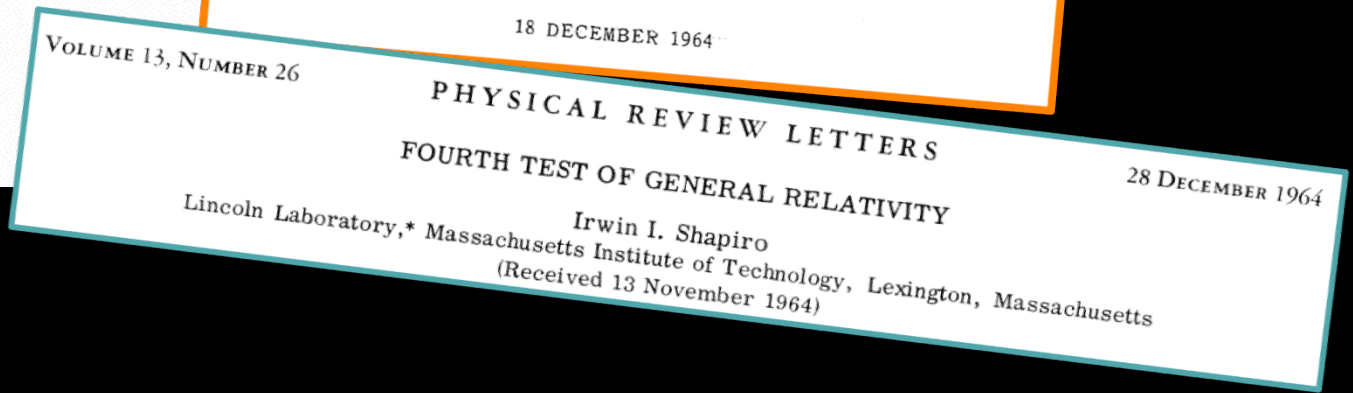 18 DECEMBER 1964
VOLUME 13, NUMBER 26
PHYSICAL REVIEW LETTERS
28 DECEMBER 1964
FOURTH TEST OF GENERAL RELATIVITY
Irwin I. Shapiro
Lincoln Laboratory,* Massachusetts Institute of Technology, Lexington, Massachusetts
(Received 13 November 1964)